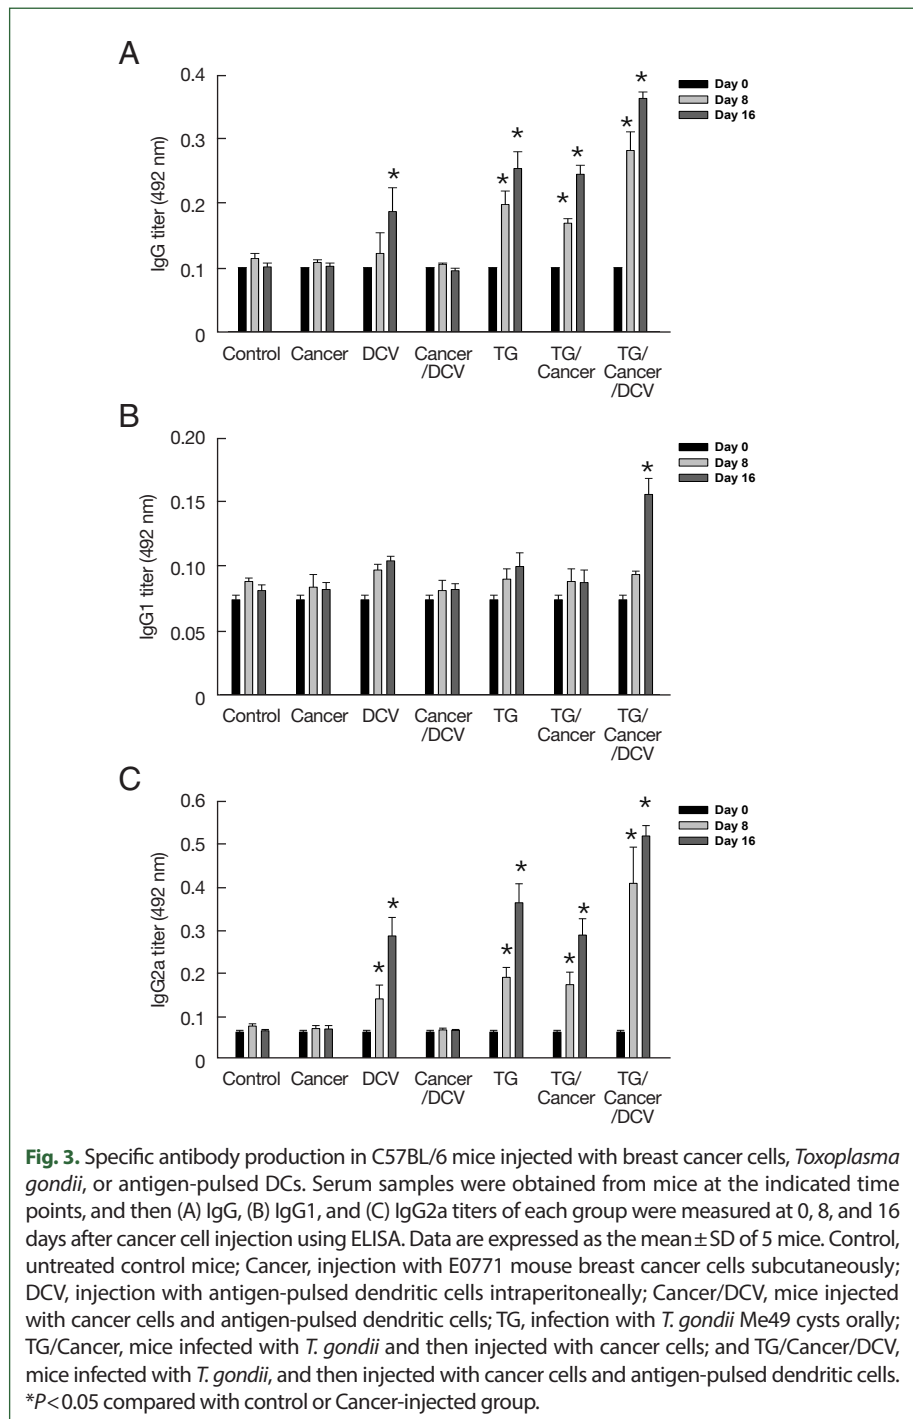 A
0.4
0.3
0.2
0.1
0
IgG titer (492 nm)
Day 0
Day 8
Day 16
*
*
*
*
*
*
*
Control Cancer DCV Cancer TG TG/ TG/
/DCV Cancer Cancer
/DCV
B
0.20
0.15
0.10
0.05
0
IgG1 titer (492 nm)
Day 0
Day 8
Day 16
*
Control Cancer DCV Cancer TG TG/ TG/
/DCV Cancer Cancer
/DCV
C
0.6
0.5
0.4
0.3
0.2
0.1
0
IgG2a titer (492 nm)
Day 0
Day 8
Day 16
*
*
*
*
*
*
*
*
Control Cancer DCV Cancer TG TG/ TG/
/DCV Cancer Cancer
/DCV
Fig. 3. Specific antibody production in C57BL/6 mice injected with breast cancer cells, Toxoplasma
gondii, or antigen-pulsed DCs. Serum samples were obtained from mice at the indicated time
points, and then (A) IgG, (B) IgG1, and (C) IgG2a titers of each group were measured at 0, 8, and 16
days after cancer cell injection using ELISA. Data are expressed as the mean±SD of 5 mice. Control,
untreated control mice; Cancer, injection with E0771 mouse breast cancer cells subcutaneously;
DCV, injection with antigen-pulsed dendritic cells intraperitoneally; Cancer/DCV, mice injected
with cancer cells and antigen-pulsed dendritic cells; TG, infection with T. gondii Me49 cysts orally;
TG/Cancer, mice infected with T. gondii and then injected with cancer cells; and TG/Cancer/DCV,
mice infected with T. gondii, and then injected with cancer cells and antigen-pulsed dendritic cells.
*P<0.05 compared with control or Cancer-injected group.